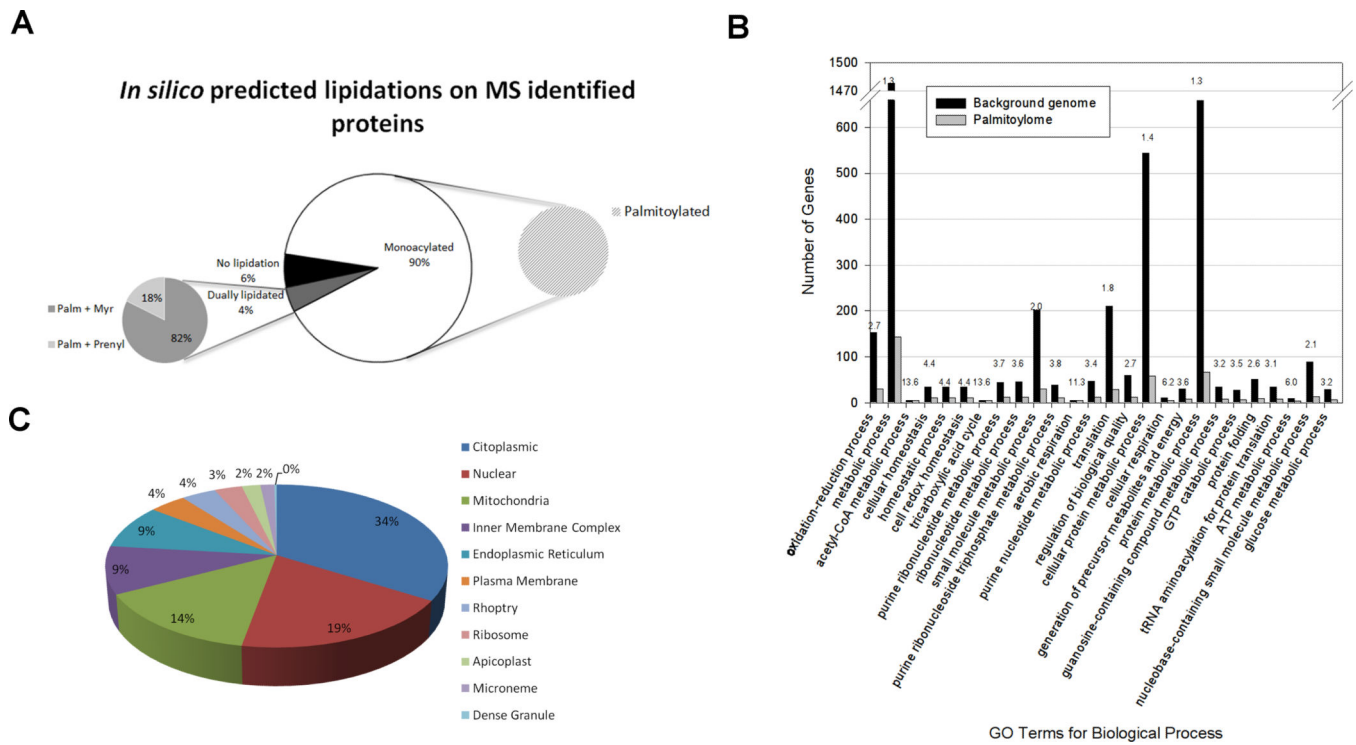 A
In silico predicted lipidations on MS identified
proteins
Palmitoylated
Monoacylated
90%
No lipidation
6%
Dually lipidated
4%
Palm + Myr
Palm + Prenyl
18%
82%
B
Number of Genes
1500
1470
600
500
400
300
200
100
0
Background genome
Palmitoylome
2.7
1.3
13.6
4.4
4.4
4.4
13.6
3.7
3.6
2.0
3.8
11.3
3.4
1.8
2.7
1.4
6.2
3.6
1.3
3.2
3.5
2.6
3.1
6.0
2.1
3.2
oxidation-reduction process
metabolic process
acetyl-CoA metabolic process
cellular homeostasis
homeostatic process
cell redox homeostasis
tricarboxylic acid cycle
purine ribonucleotide metabolic process
ribonucleotide metabolic process
small molecule metabolic process
purine ribonucleoside triphosphate metabolic process
aerobic respiration
purine nucleotide metabolic process
translation
regulation of biological quality
cellular protein metabolic process
cellular respiration
generation of precursor metabolites and energy
protein metabolic process
guanosine-containing compound metabolic process
GTP catabolic process
protein folding
tRNA aminoacylation for protein translation
ATP metabolic process
nucleobase-containing small molecule metabolic process
glucose metabolic process
GO Terms for Biological Process
C
34%
19%
14%
9%
9%
4%
4%
3%
2%
2%
0%
Citoplasmic
Nuclear
Mitochondria
Inner Membrane Complex
Endoplasmic Reticulum
Plasma Membrane
Rhoptry
Ribosome
Apicoplast
Microneme
Dense Granule